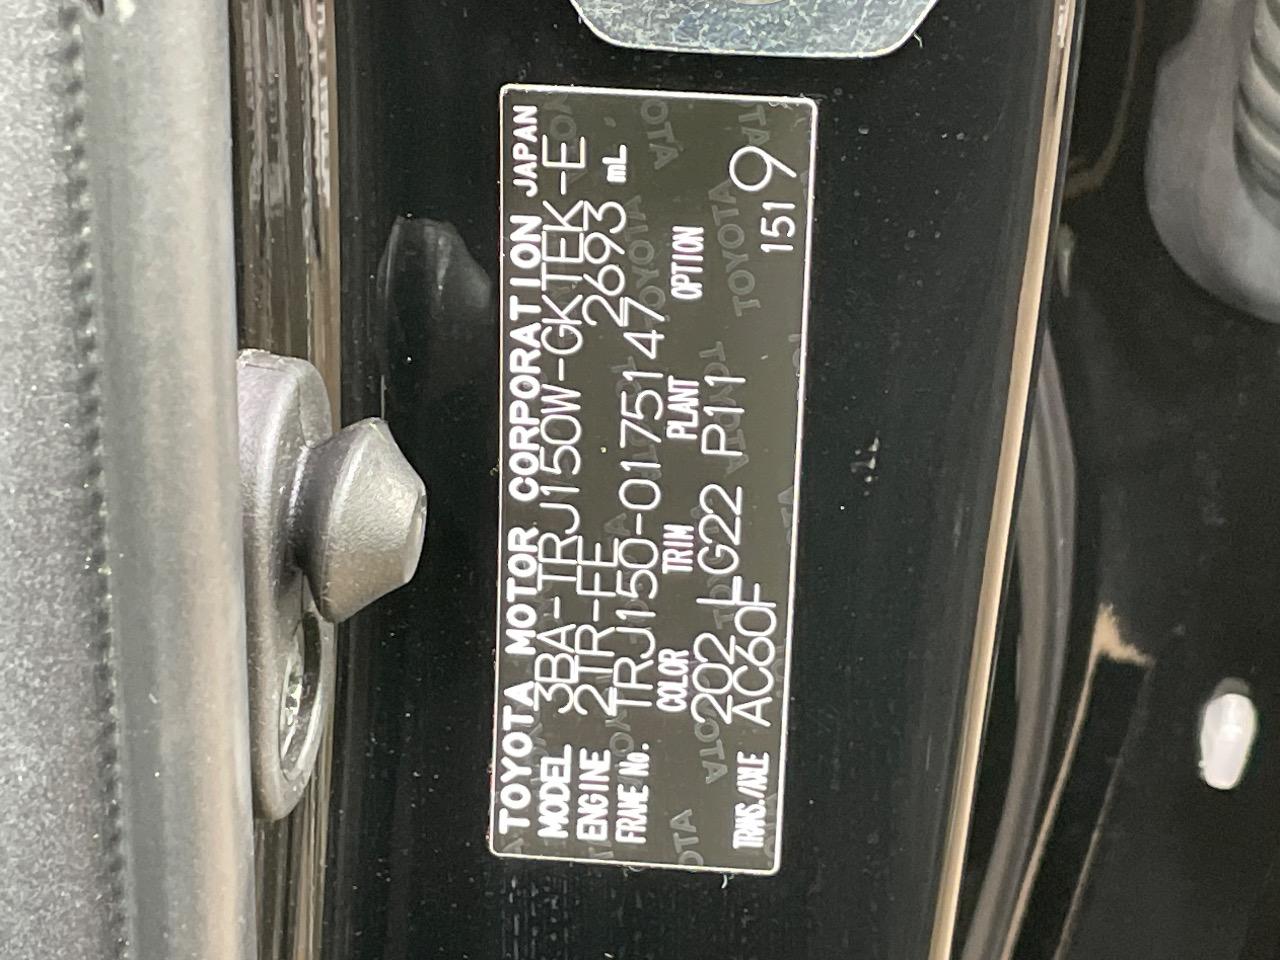 TOYOTA MOTOR CORPORATION JAPAN
MODEL 3BA-TRJ150W-GKTEK-E
ENGINE 2TR-FE 2693 mL
FRAME/No. TRJ150-0175147
COLOR TRIM PLANT OPTION
202 LG22 P11
TRANS./AXLE AC60F 151 9